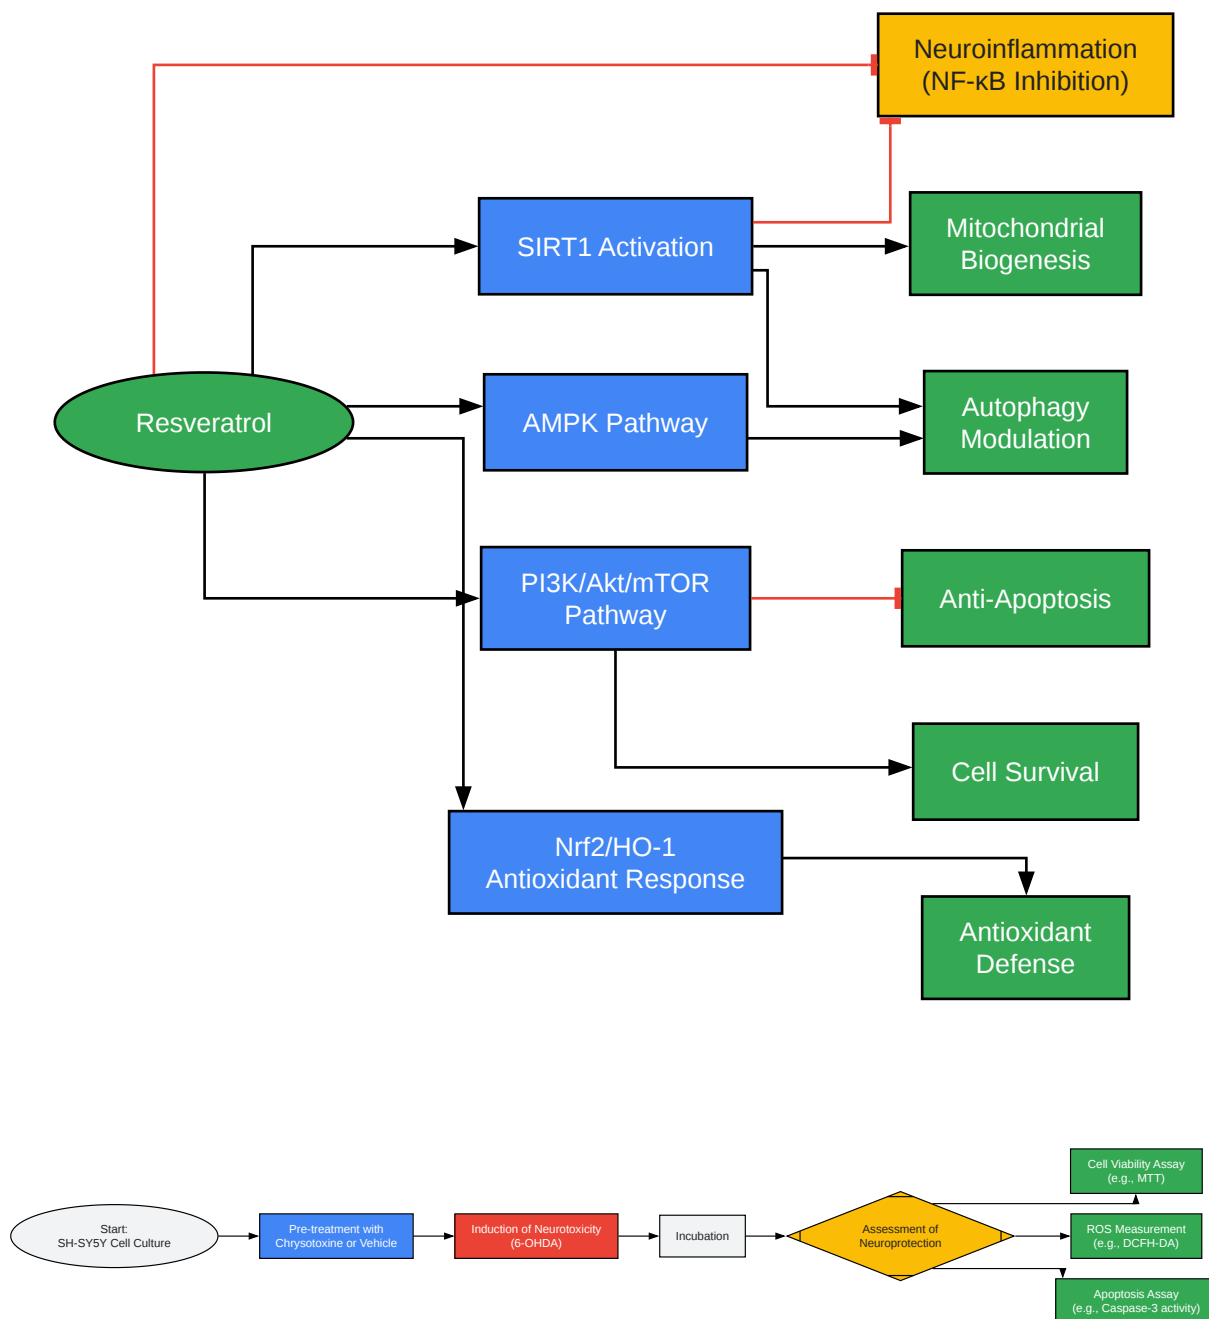 Neuroinflammation
(NF-κB Inhibition)
SIRT1 Activation
Mitochondrial
Biogenesis
Resveratrol
AMPK Pathway
Autophagy
Modulation
PI3K/Akt/mTOR
Pathway
Anti-Apoptosis
Cell Survival
Nrf2/HO-1
Antioxidant Response
Antioxidant
Defense
Start:
SH-SY5Y Cell Culture
Pre-treatment with
Chrysotoxine or Vehicle
Induction of Neurotoxicity
(6-OHDA)
Incubation
Assessment of
Neuroprotection
Cell Viability Assay
(e.g., MTT)
ROS Measurement
(e.g., DCFH-DA)
Apoptosis Assay
(e.g., Caspase-3 activity)